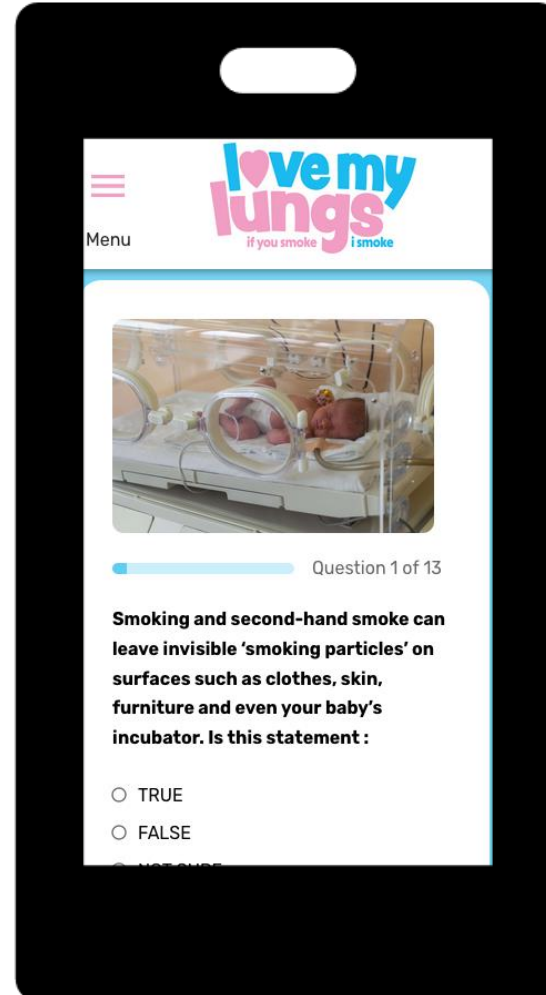 love my
lungs
if you smoke i smoke
Menu
Question 1 of 13
Smoking and second-hand smoke can
leave invisible ‘smoking particles’ on
surfaces such as clothes, skin,
furniture and even your baby’s
incubator. Is this statement :
TRUE
FALSE